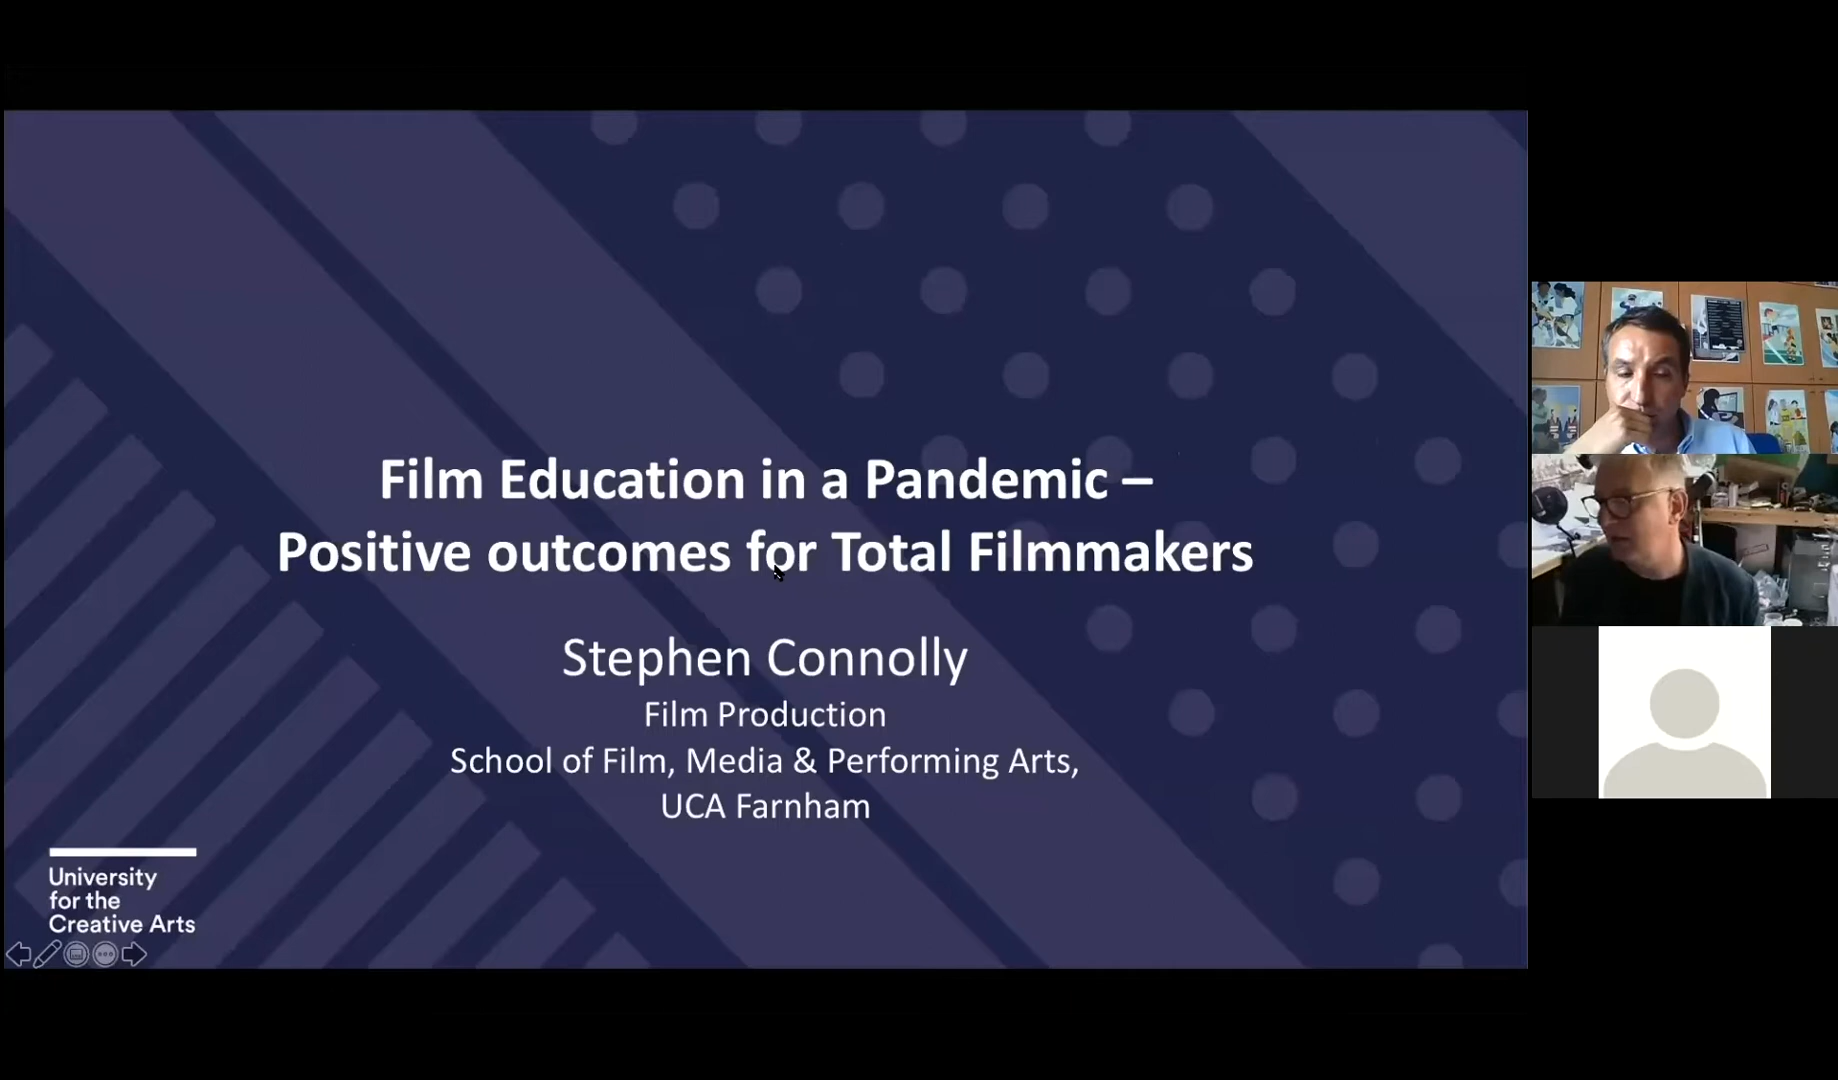 Film Education in a Pandemic –
Positive outcomes for Total Filmmakers
Stephen Connolly
Film Production
School of Film, Media & Performing Arts,
UCA Farnham
University
for the
Creative Arts